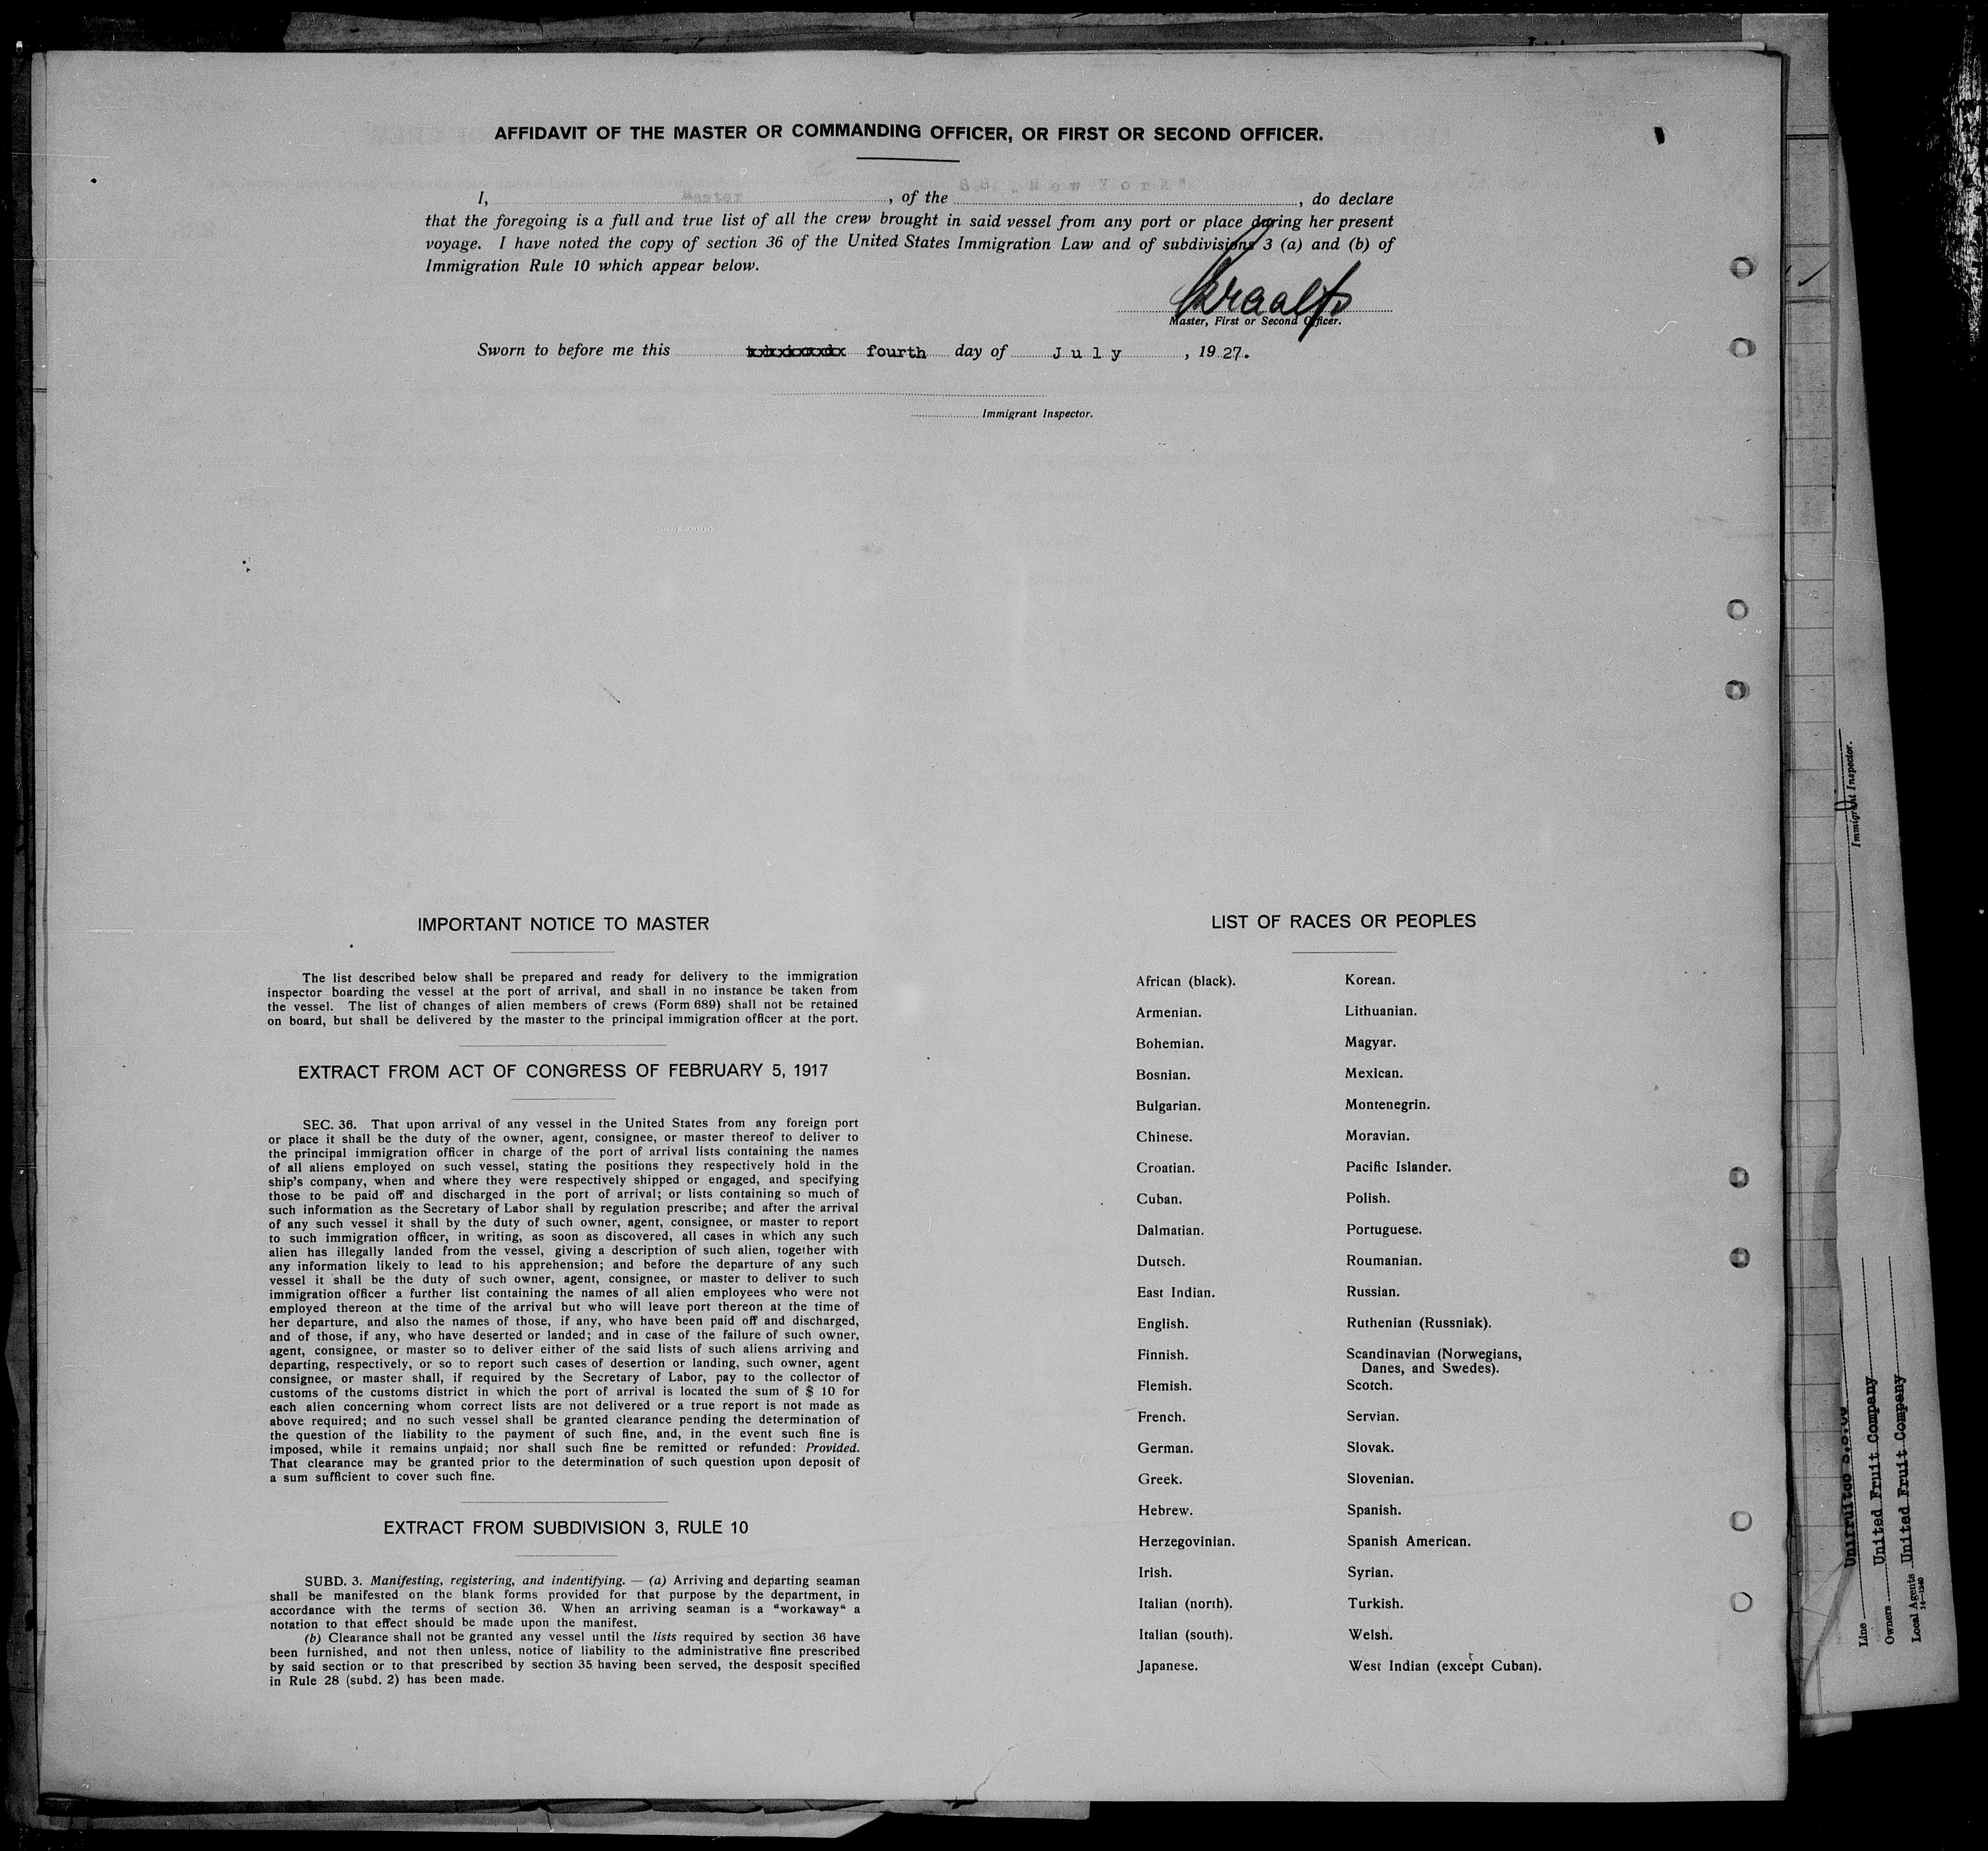 AFFIDAVIT OF THE MASTER OR COMMANDING OFFICER, OR FIRST OR SECOND OFFICER.
I, Master, of the SS. „New York", do declare
that the foregoing is a full and true list of all the crew brought in said vessel from any port or place during her present
voyage. I have noted the copy of section 36 of the United States Immigration Law and of subdivisions 3 (a) and (b) of
Immigration Rule 10 which appear below.
Master, First or Second Officer.
Sworn to before me this fourth day of July, 1927.
Immigrant Inspector.
IMPORTANT NOTICE TO MASTER
The list described below shall be prepared and ready for delivery to the immigration
inspector boarding the vessel at the port of arrival, and shall in no instance be taken from
the vessel. The list of changes of alien members of crews (Form 689) shall not be retained
on board, but shall be delivered by the master to the principal immigration officer at the port.
EXTRACT FROM ACT OF CONGRESS OF FEBRUARY 5, 1917
SEC. 36. That upon arrival of any vessel in the United States from any foreign port
or place it shall be the duty of the owner, agent, consignee, or master thereof to deliver to
the principal immigration officer in charge of the port of arrival lists containing the names
of all aliens employed on such vessel, stating the positions they respectively hold in the
ship's company, when and where they were respectively shipped or engaged, and specifying
those to be paid off and discharged in the port of arrival; or lists containing so much of
such information as the Secretary of Labor shall by regulation prescribe; and after the arrival
of any such vessel it shall by the duty of such owner, agent, consignee, or master to report
to such immigration officer, in writing, as soon as discovered, all cases in which any such
alien has illegally landed from the vessel, giving a description of such alien, together with
any information likely to lead to his apprehension; and before the departure of any such
vessel it shall be the duty of such owner, agent, consignee, or master to deliver to such
immigration officer a further list containing the names of all alien employees who were not
employed thereon at the time of the arrival but who will leave port thereon at the time of
her departure, and also the names of those, if any, who have been paid off and discharged,
and of those, if any, who have deserted or landed; and in case of the failure of such owner,
agent, consignee, or master so to deliver either of the said lists of such aliens arriving and
departing, respectively, or so to report such cases of desertion or landing, such owner, agent
consignee, or master shall, if required by the Secretary of Labor, pay to the collector of
customs of the customs district in which the port of arrival is located the sum of $ 10 for
each alien concerning whom correct lists are not delivered or a true report is not made as
above required; and no such vessel shall be granted clearance pending the determination of
the question of the liability to the payment of such fine, and, in the event such fine is
imposed, while it remains unpaid; nor shall such fine be remitted or refunded: Provided.
That clearance may be granted prior to the determination of such question upon deposit of
a sum sufficient to cover such fine.
EXTRACT FROM SUBDIVISION 3, RULE 10
SUBD. 3. Manifesting, registering, and indentifying. — (a) Arriving and departing seaman
shall be manifested on the blank forms provided for that purpose by the department, in
accordance with the terms of section 36. When an arriving seaman is a "workaway" a
notation to that effect should be made upon the manifest.
(b) Clearance shall not be granted any vessel until the lists required by section 36 have
been furnished, and not then unless, notice of liability to the administrative fine prescribed
by said section or to that prescribed by section 35 having been served, the desposit specified
in Rule 28 (subd. 2) has been made.
LIST OF RACES OR PEOPLES
African (black).
Armenian.
Bohemian.
Bosnian.
Bulgarian.
Chinese.
Croatian.
Cuban.
Dalmatian.
Dutsch.
East Indian.
English.
Finnish.
Flemish.
French.
German.
Greek.
Hebrew.
Herzegovinian.
Irish.
Italian (north).
Italian (south).
Japanese.
Korean.
Lithuanian.
Magyar.
Mexican.
Montenegrin.
Moravian.
Pacific Islander.
Polish.
Portuguese.
Roumanian.
Russian.
Ruthenian (Russniak).
Scandinavian (Norwegians,
Danes, and Swedes).
Scotch.
Servian.
Slovak.
Slovenian.
Spanish.
Spanish American.
Syrian.
Turkish.
Welsh.
West Indian (except Cuban).
Immigrant Inspector.
Line Unifruitco S.S.Co
Owners United Fruit Company
Local Agents United Fruit Company
14—1240